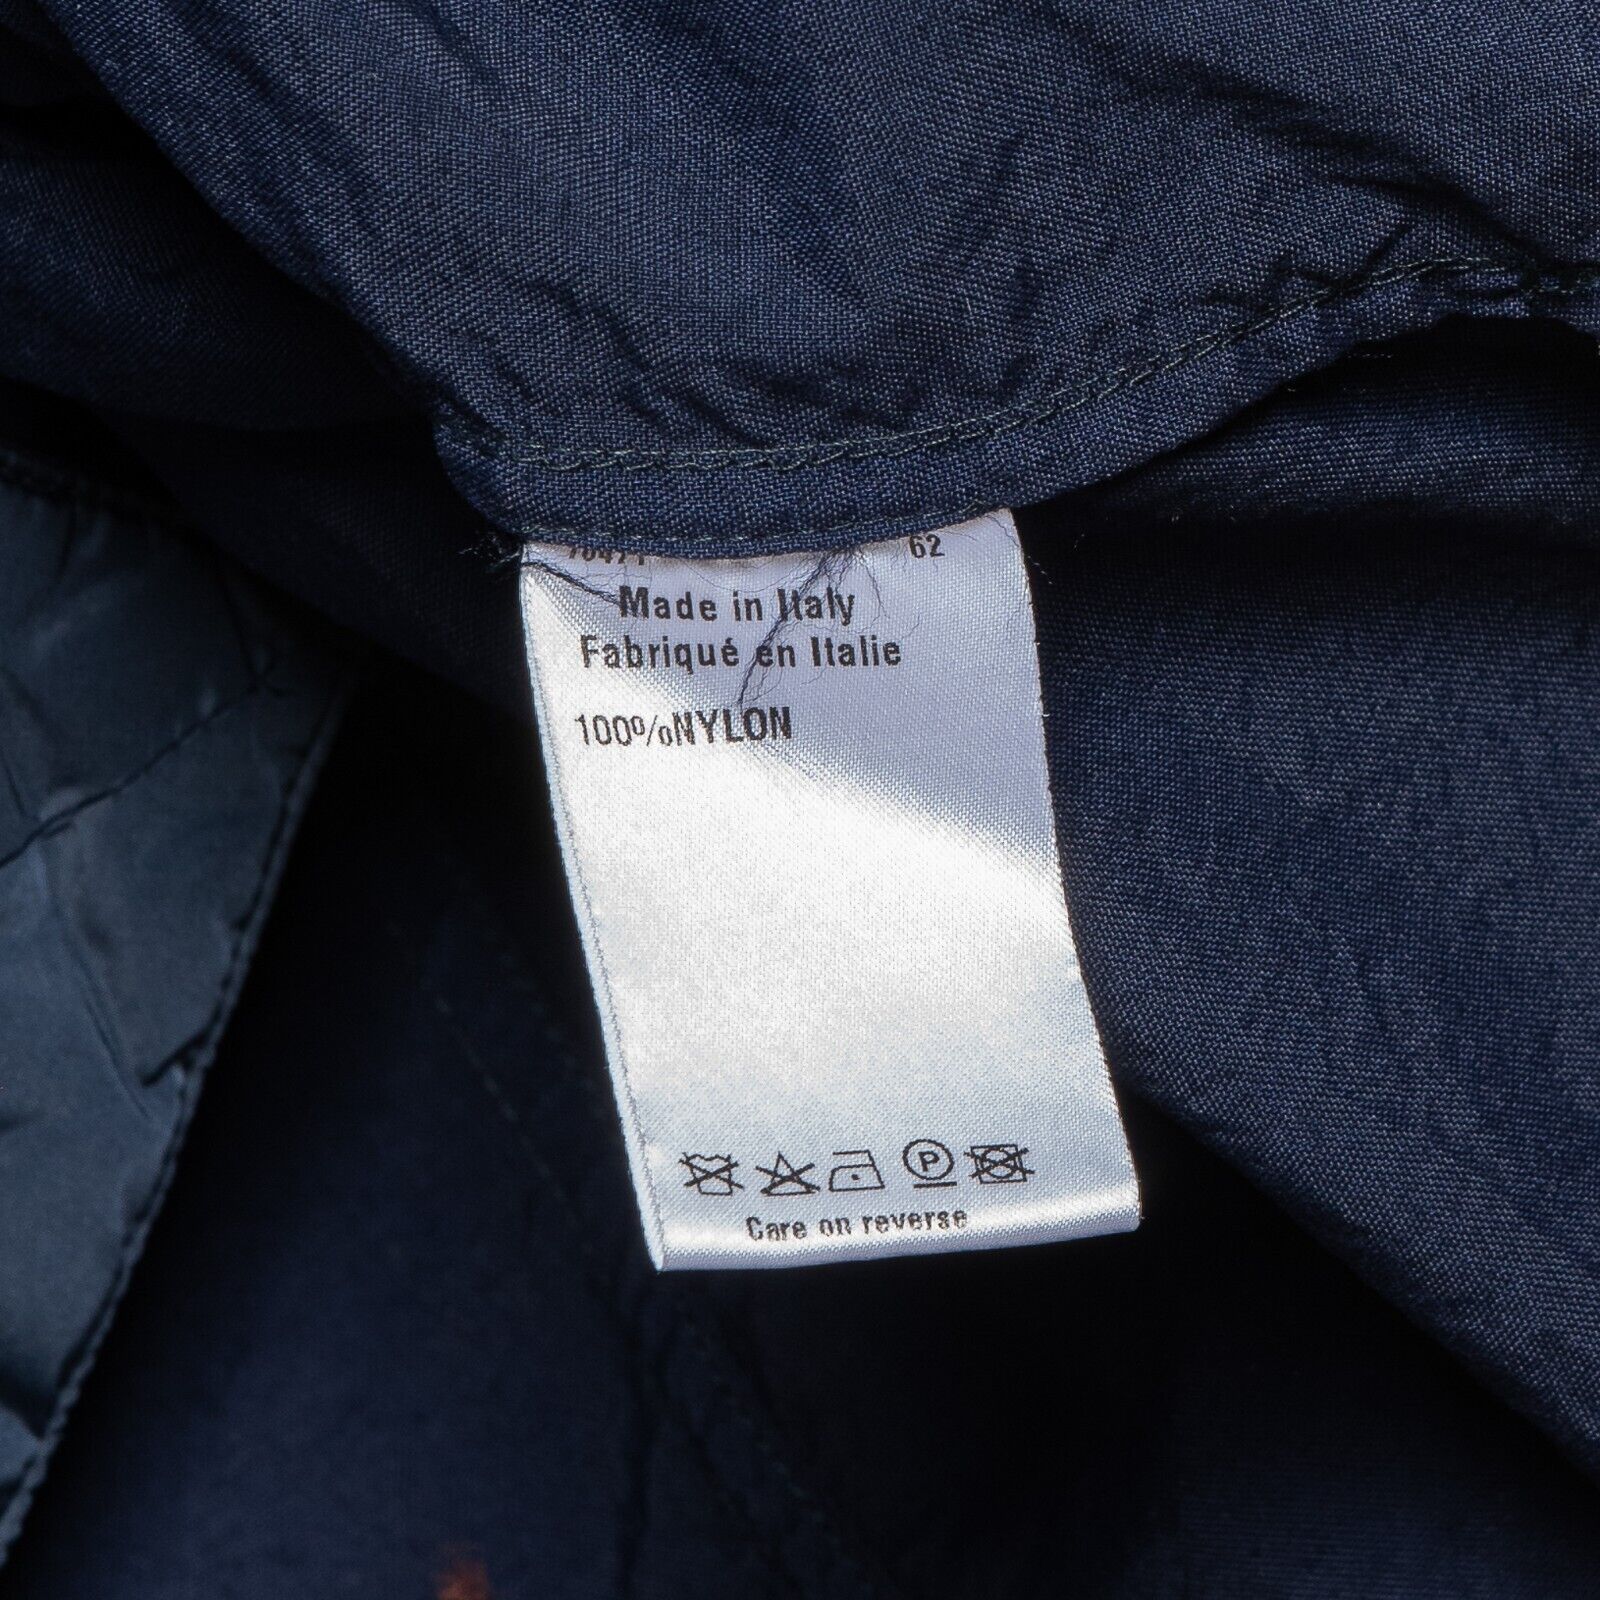 62
Made in Italy
Fabriqué en Italie
100%NYLON
P
Care on reverse